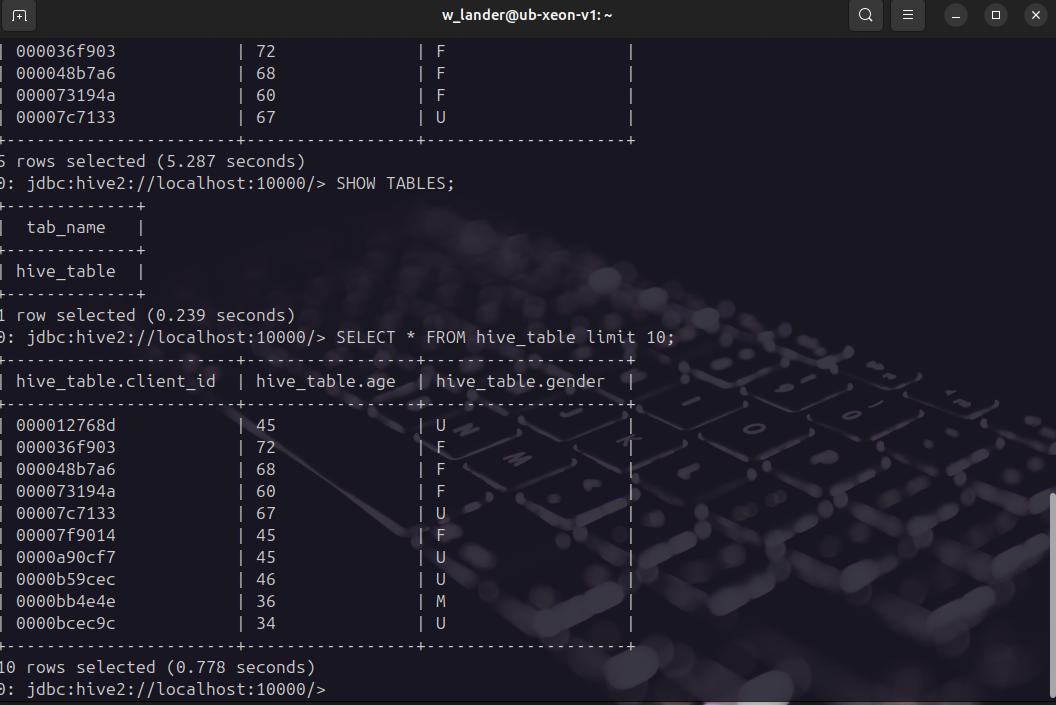 w_lander@ub-xeon-v1: ~
| 000036f903 | 72 | F |
| 000048b7a6 | 68 | F |
| 000073194a | 60 | F |
| 00007c7133 | 67 | U |
+------------------------+-----------------+--------------------+
5 rows selected (5.287 seconds)
0: jdbc:hive2://localhost:10000/> SHOW TABLES;
+-------------+
| tab_name |
+-------------+
| hive_table |
+-------------+
1 row selected (0.239 seconds)
0: jdbc:hive2://localhost:10000/> SELECT * FROM hive_table limit 10;
+------------------------+-----------------+--------------------+
| hive_table.client_id | hive_table.age | hive_table.gender |
+------------------------+-----------------+--------------------+
| 000012768d | 45 | U |
| 000036f903 | 72 | F |
| 000048b7a6 | 68 | F |
| 000073194a | 60 | F |
| 00007c7133 | 67 | U |
| 00007f9014 | 45 | F |
| 0000a90cf7 | 45 | U |
| 0000b59cec | 46 | U |
| 0000bb4e4e | 36 | M |
| 0000bcec9c | 34 | U |
+------------------------+-----------------+--------------------+
10 rows selected (0.778 seconds)
0: jdbc:hive2://localhost:10000/>